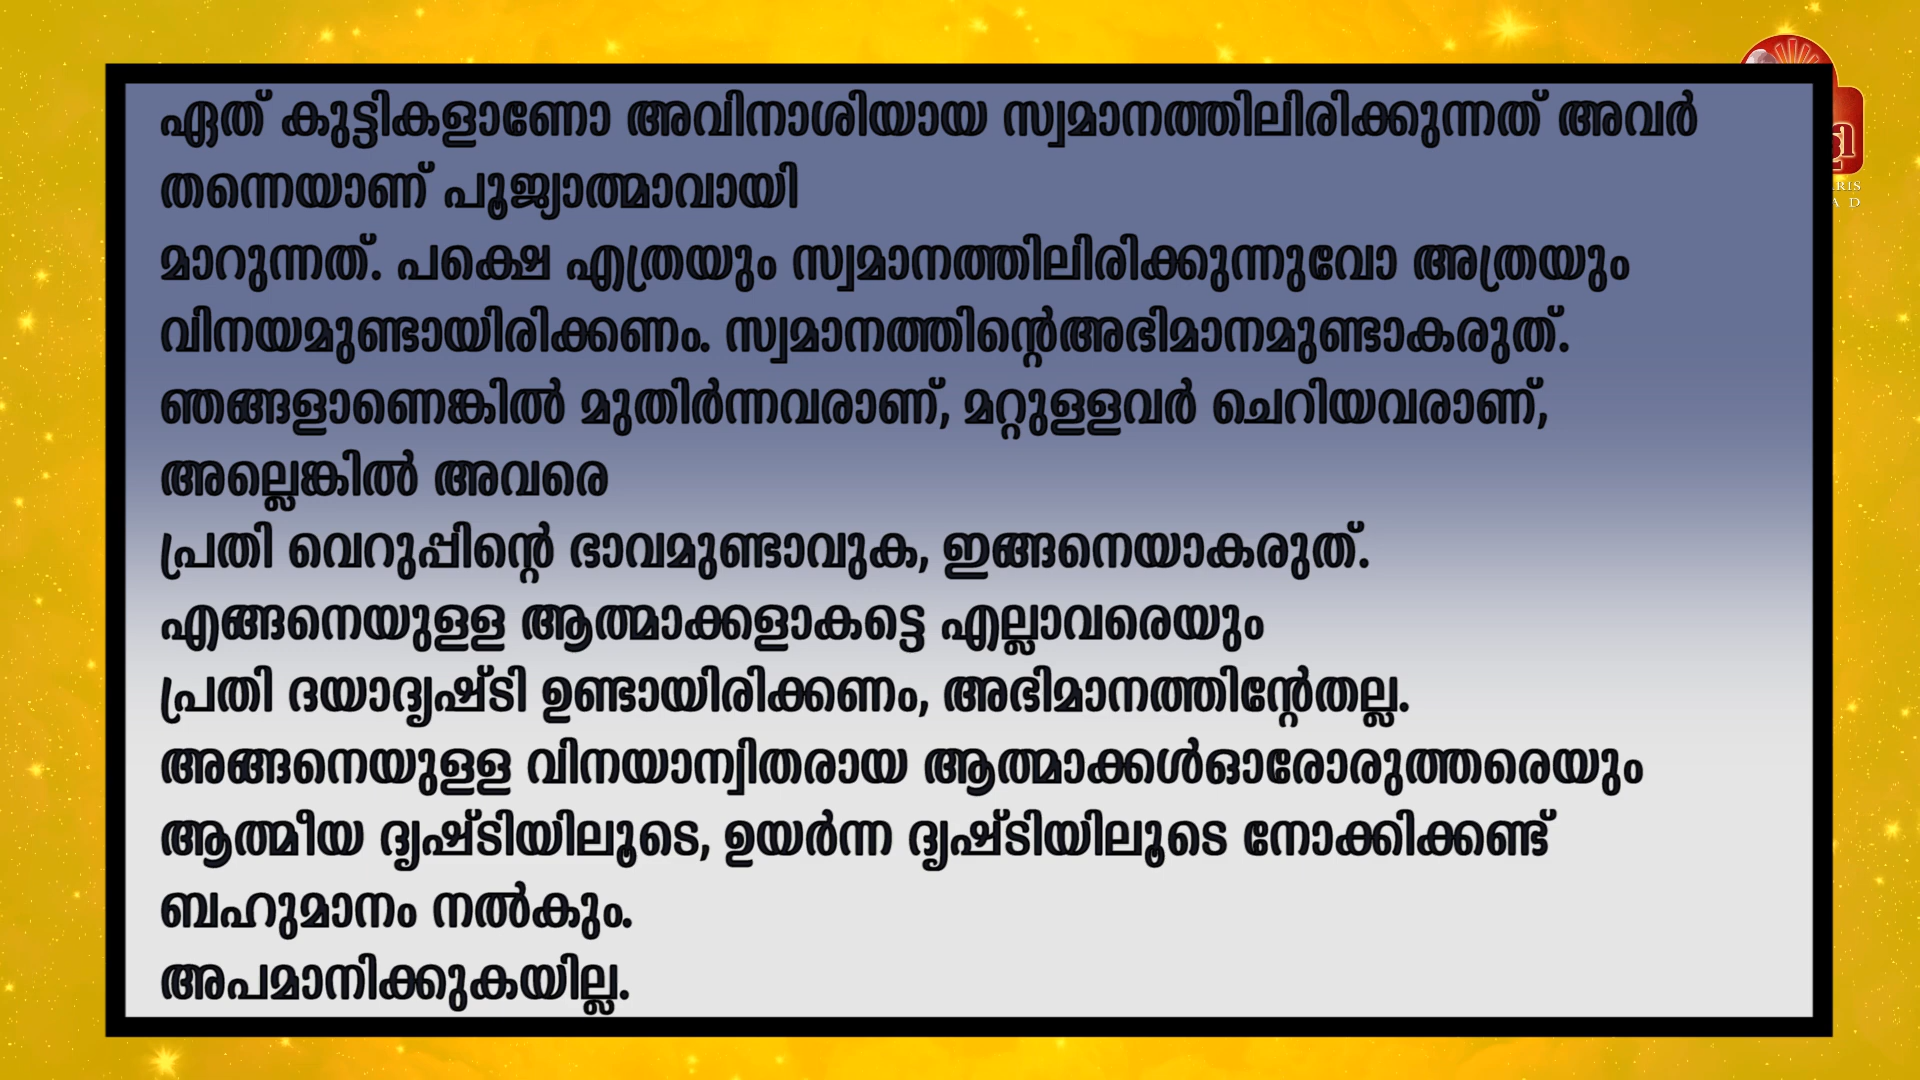 ഏത് കുട്ടികളാണോ അവിനാശിയായ സ്വമാനത്തിലിരിക്കുന്നത് അവർ
തന്നെയാണ് പൂജ്യാത്മാവായി
മാറുന്നത്. പക്ഷെ എത്രയും സ്വമാനത്തിലിരിക്കുന്നുവോ അത്രയും
വിനയമുണ്ടായിരിക്കണം. സ്വമാനത്തിന്റെഅഭിമാനമുണ്ടാകരുത്.
ഞങ്ങളാണെങ്കിൽ മുതിർന്നവരാണ്, മറ്റുളളവർ ചെറിയവരാണ്,
അല്ലെങ്കിൽ അവരെ
പ്രതി വെറുപ്പിന്റെ ഭാവമുണ്ടാവുക, ഇങ്ങനെയാകരുത്.
എങ്ങനെയുളള ആത്മാക്കളാകട്ടെ എല്ലാവരെയും
പ്രതി ദയാദൃഷ്ടി ഉണ്ടായിരിക്കണം, അഭിമാനത്തിന്റേതല്ല.
അങ്ങനെയുളള വിനയാന്വിതരായ ആത്മാക്കൾഓരോരുത്തരെയും
ആത്മീയ ദൃഷ്ടിയിലൂടെ, ഉയർന്ന ദൃഷ്ടിയിലൂടെ നോക്കിക്കണ്ട്
ബഹുമാനം നൽകും.
അപമാനിക്കുകയില്ല.